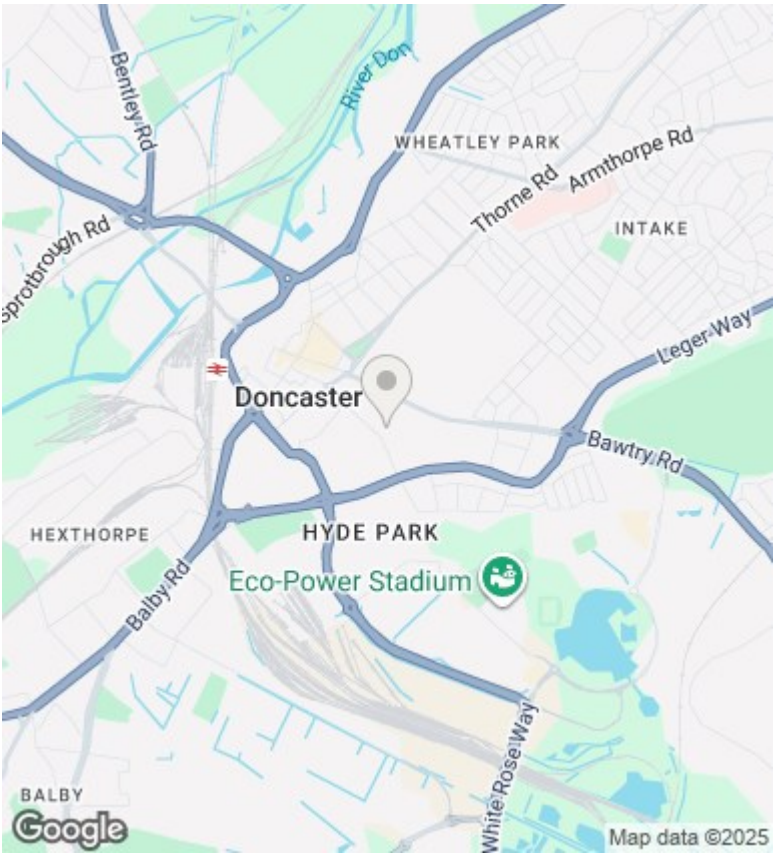 Bentley Rd
River Don
WHEATLEY PARK
Thorne Rd
Armthorpe Rd
INTAKE
Sprotbrough Rd
Leger Way
Doncaster
Bawtry Rd
HEXTHORPE
HYDE PARK
Eco-Power Stadium
Balby Rd
White Rose Way
BALBY
Google
Map data ©2025